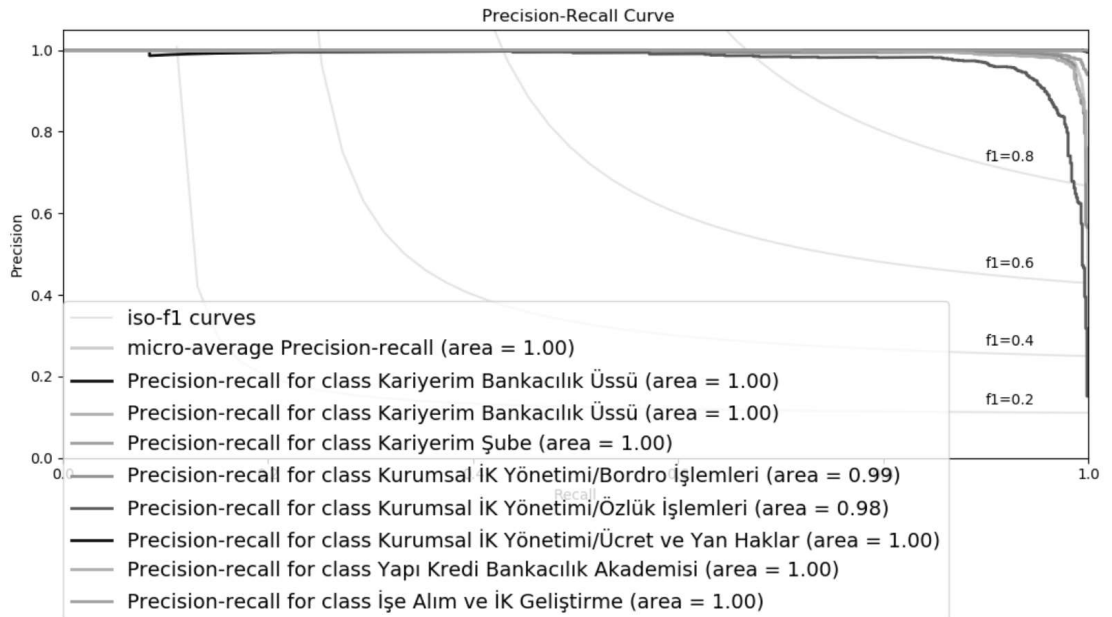 Precision-Recall Curve
1.0
0.8
0.6
0.4
0.2
0.0
Precision
f1=0.8
f1=0.6
f1=0.4
f1=0.2
0.0
1.0
Recall
iso-f1 curves
micro-average Precision-recall (area = 1.00)
Precision-recall for class Kariyerim Bankacılık Üssü (area = 1.00)
Precision-recall for class Kariyerim Bankacılık Üssü (area = 1.00)
Precision-recall for class Kariyerim Şube (area = 1.00)
Precision-recall for class Kurumsal İK Yönetimi/Bordro İşlemleri (area = 0.99)
Precision-recall for class Kurumsal İK Yönetimi/Özlük İşlemleri (area = 0.98)
Precision-recall for class Kurumsal İK Yönetimi/Ücret ve Yan Haklar (area = 1.00)
Precision-recall for class Yapı Kredi Bankacılık Akademisi (area = 1.00)
Precision-recall for class İşe Alım ve İK Geliştirme (area = 1.00)